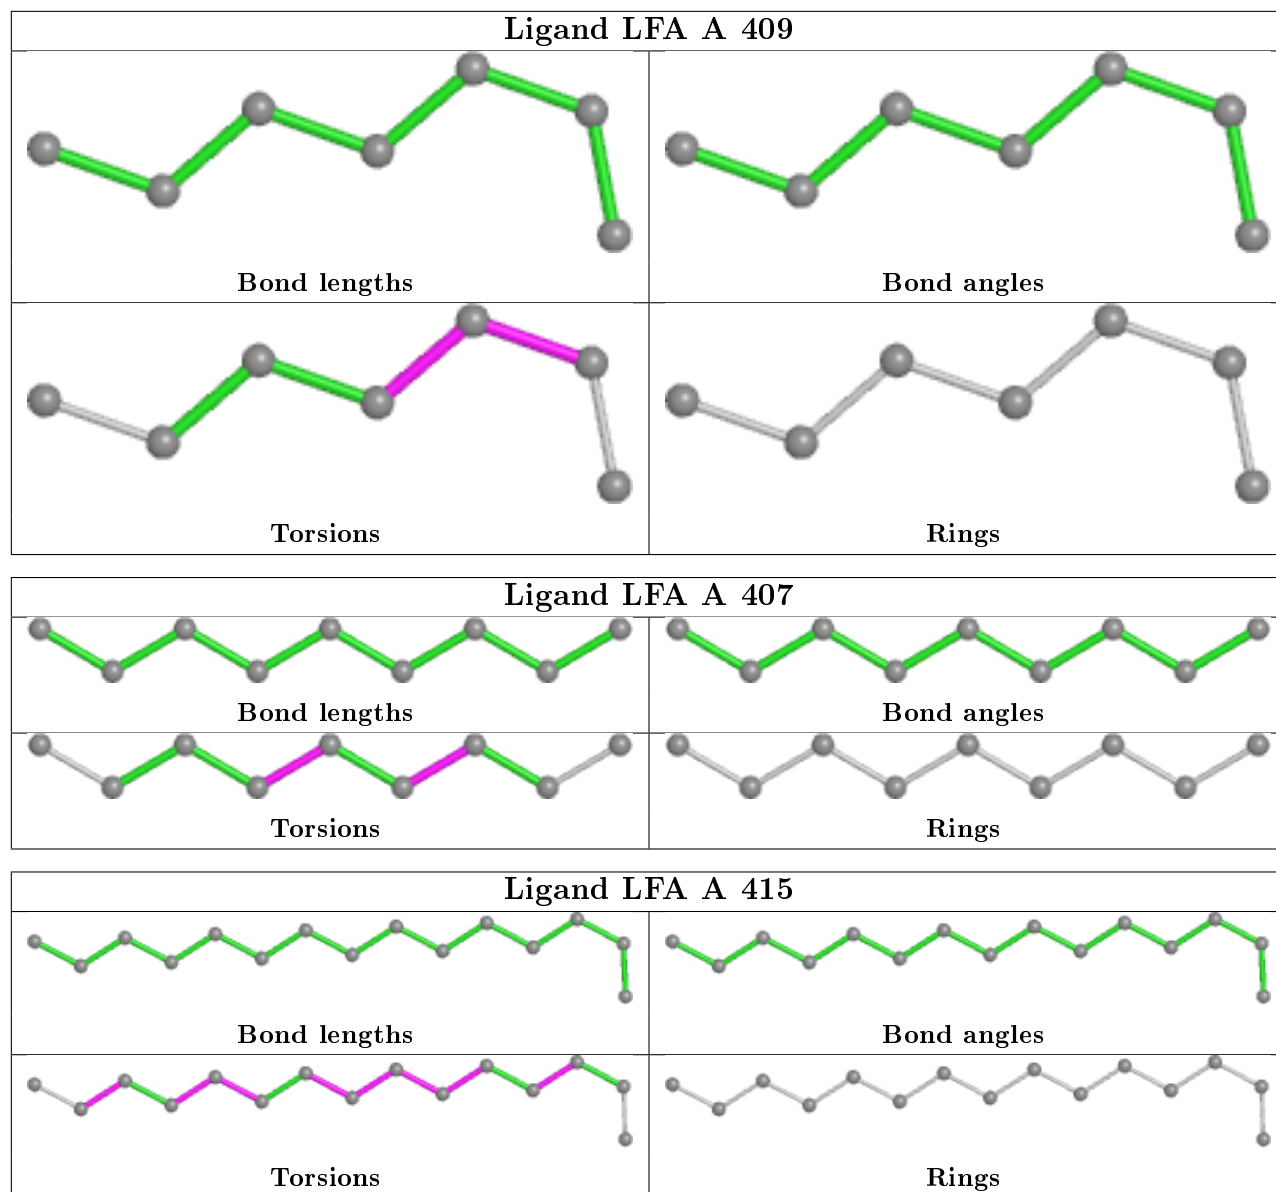 Ligand LFA A 409
Bond lengths
Bond angles
Torsions
Rings
Ligand LFA A 407
Bond lengths
Bond angles
Torsions
Rings
Ligand LFA A 415
Bond lengths
Bond angles
Torsions
Rings